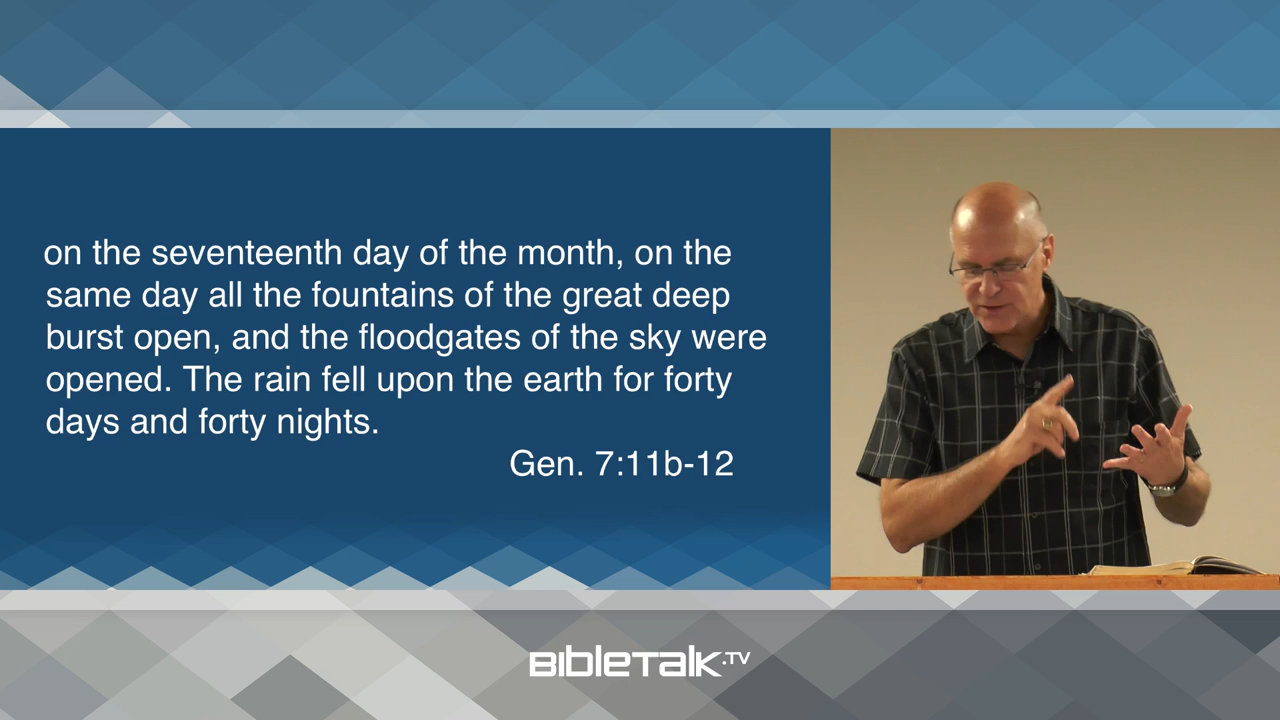 on the seventeenth day of the month, on the
same day all the fountains of the great deep
burst open, and the floodgates of the sky were
opened. The rain fell upon the earth for forty
days and forty nights.
Gen. 7:11b-12
BIBLETALK.TV